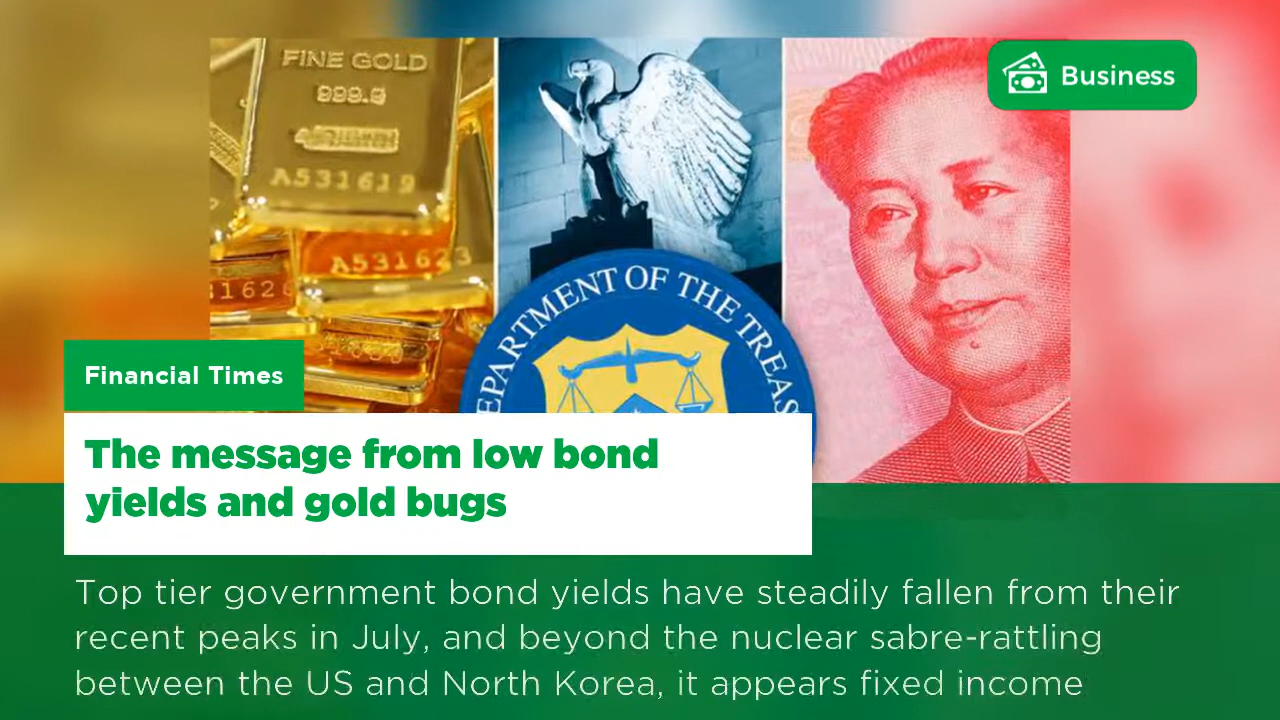 FINE GOLD
999.9
A531619
A531623
Business
DEPARTMENT OF THE TREAS
Financial Times
The message from low bond
yields and gold bugs
Top tier government bond yields have steadily fallen from their
recent peaks in July, and beyond the nuclear sabre-rattling
between the US and North Korea, it appears fixed income